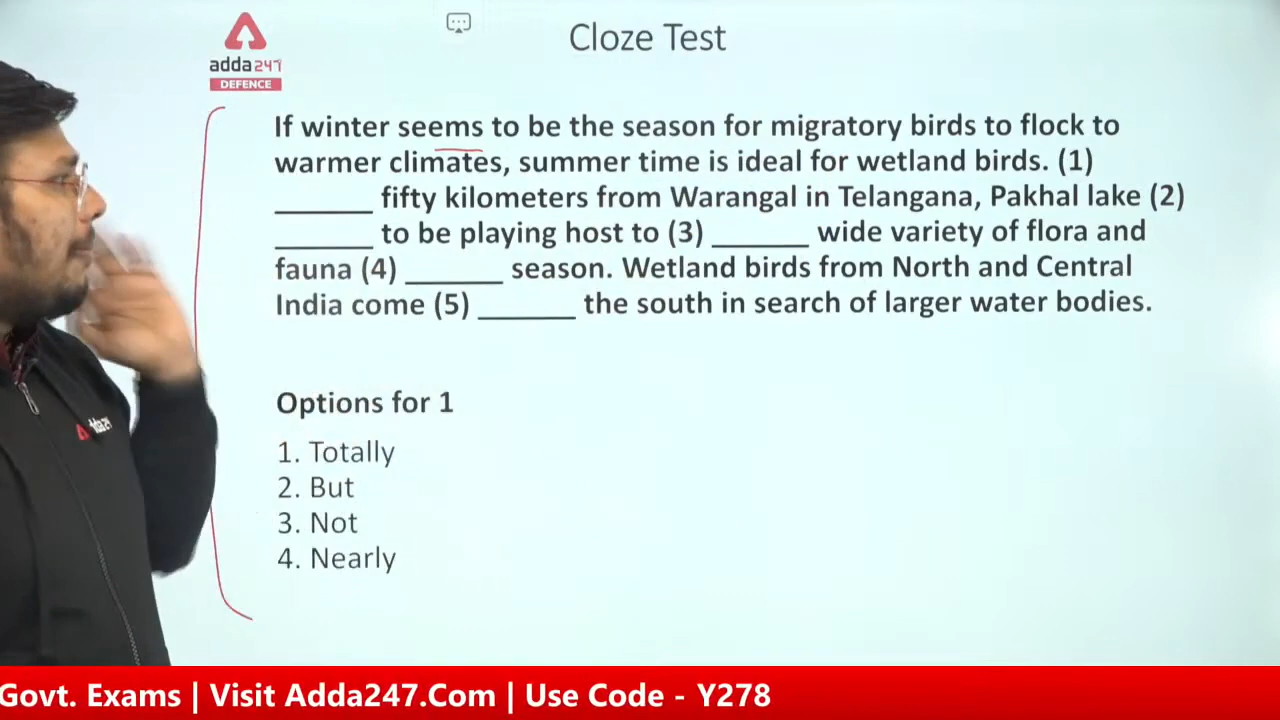 Cloze Test
adda247
DEFENCE
If winter seems to be the season for migratory birds to flock to
warmer climates, summer time is ideal for wetland birds. (1)
_______ fifty kilometers from Warangal in Telangana, Pakhal lake (2)
_______ to be playing host to (3) _______ wide variety of flora and
fauna (4) _______ season. Wetland birds from North and Central
India come (5) _______ the south in search of larger water bodies.
Options for 1
1. Totally
2. But
3. Not
4. Nearly
adda247
Govt. Exams | Visit Adda247.Com | Use Code - Y278